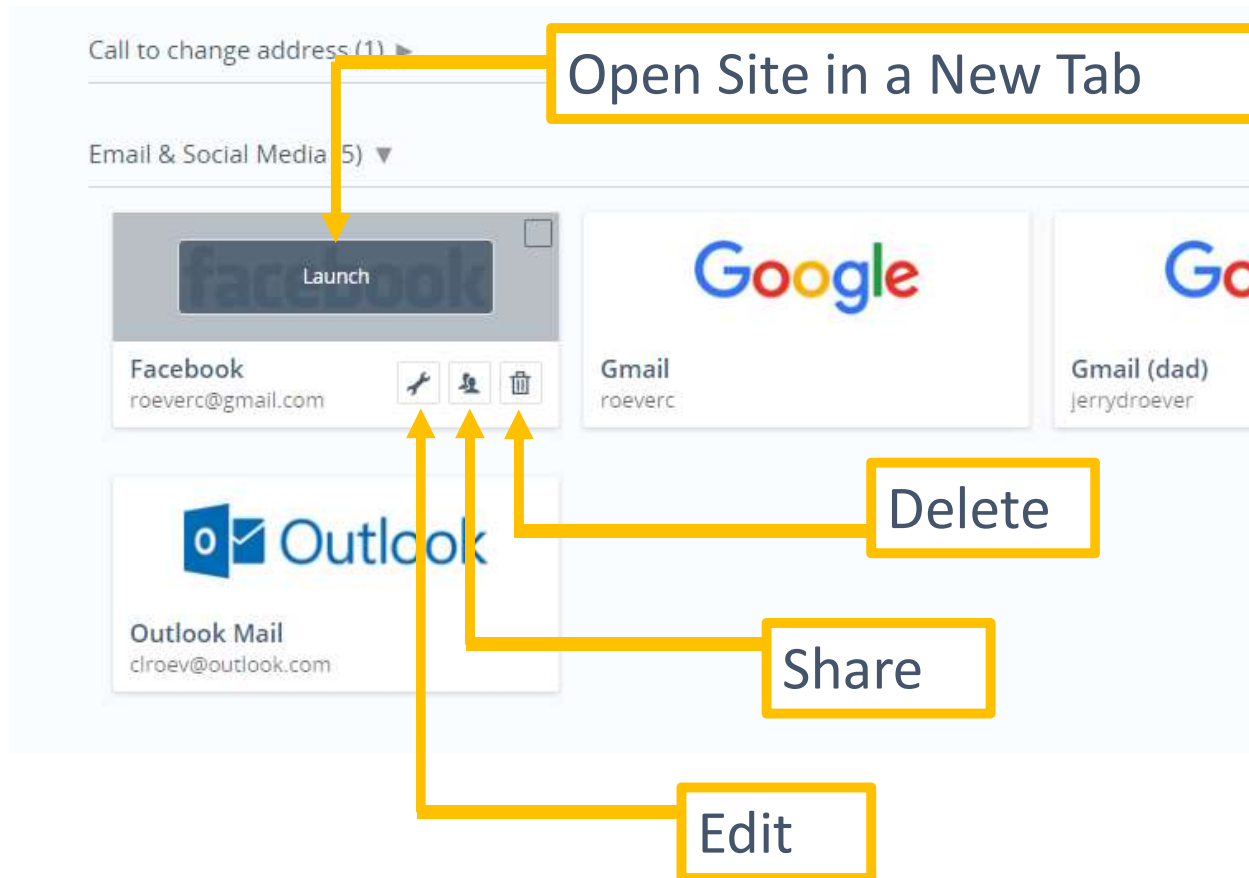 Call to change address (1) ▶
Open Site in a New Tab
Email & Social Media (5) ▼
facebook
Launch
Google
Facebook
roeverc@gmail.com
Gmail
roeverc
Gmail (dad)
jerrydroever
Outlook
Delete
Outlook Mail
clroev@outlook.com
Share
Edit